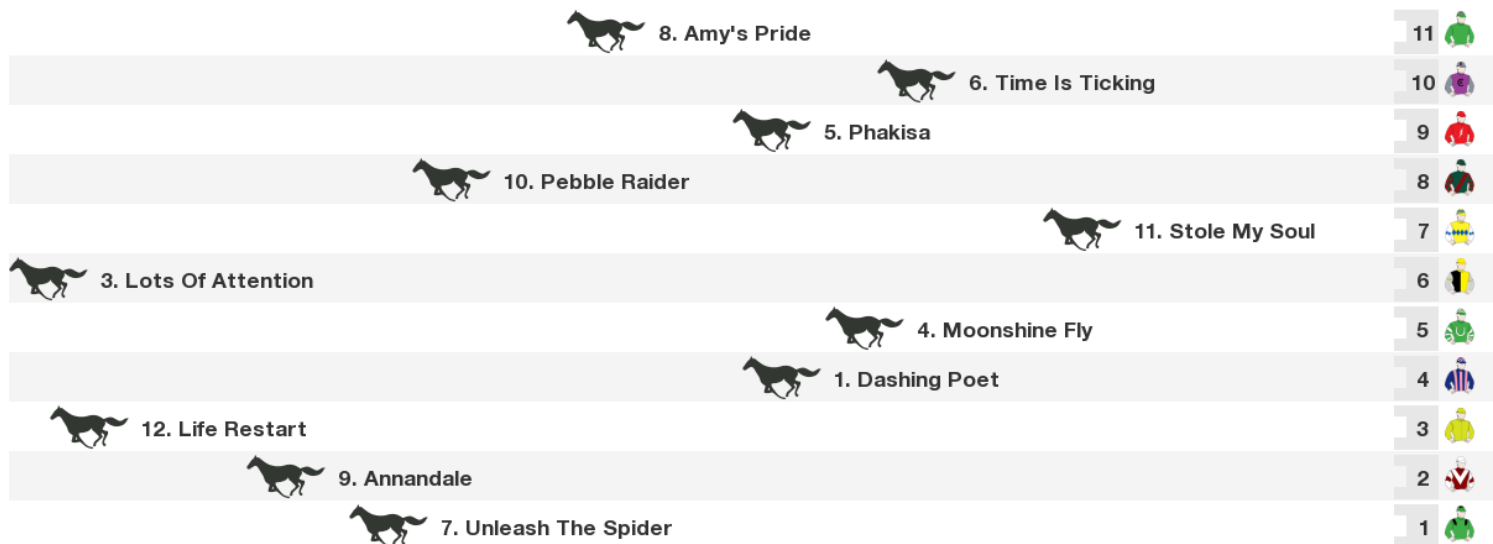 8. Amy's Pride 11
6. Time Is Ticking 10
5. Phakisa 9
10. Pebble Raider 8
11. Stole My Soul 7
3. Lots Of Attention 6
4. Moonshine Fly 5
1. Dashing Poet 4
12. Life Restart 3
9. Annandale 2
7. Unleash The Spider 1